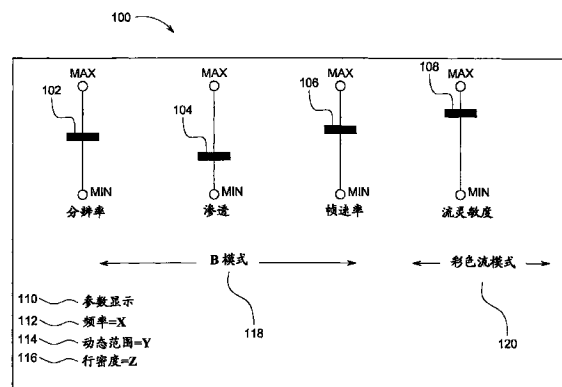 100
MAX MAX MAX MAX
102 104 106 108
MIN MIN MIN MIN
分辨率 渗透 帧速率 流灵敏度
B 模式 彩色流模式
118 120
110 参数显示
112 频率=X
114 动态范围=Y
116 行密度=Z